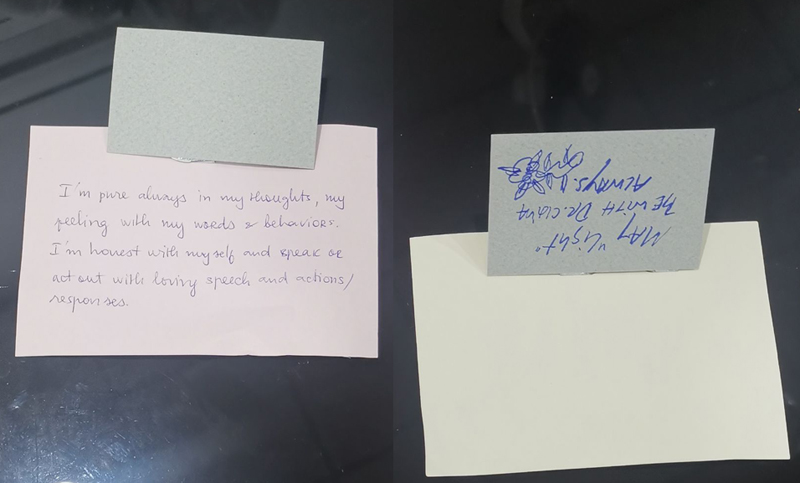 I'm pure always in my thoughts, my
feeling with my words & behaviors.
I'm honest with myself and speak or
act out with loving speech and actions/
responses.
MAY "Light"
BE WITH DR.
ALWAYS.